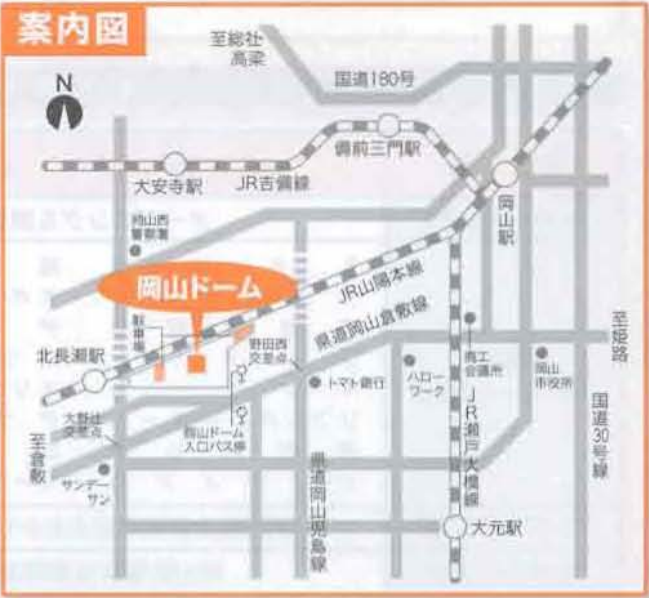 案内図
至総社
高梁
国道180号
N
備前三門駅
大安寺駅
JR吉備線
岡山駅
岡山西
警察署
岡山ドーム
JR山陽本線
県道岡山倉敷線
駐車場
北長瀬駅
野田西
交差点
至姫路
商工
会議所
岡山
市役所
トマト銀行
ハロー
ワーク
大野辻
交差点
岡山ドーム
入口バス停
JR瀬戸大橋線
国道30号線
至倉敷
サンデー
サン
県道岡山児島線
大元駅